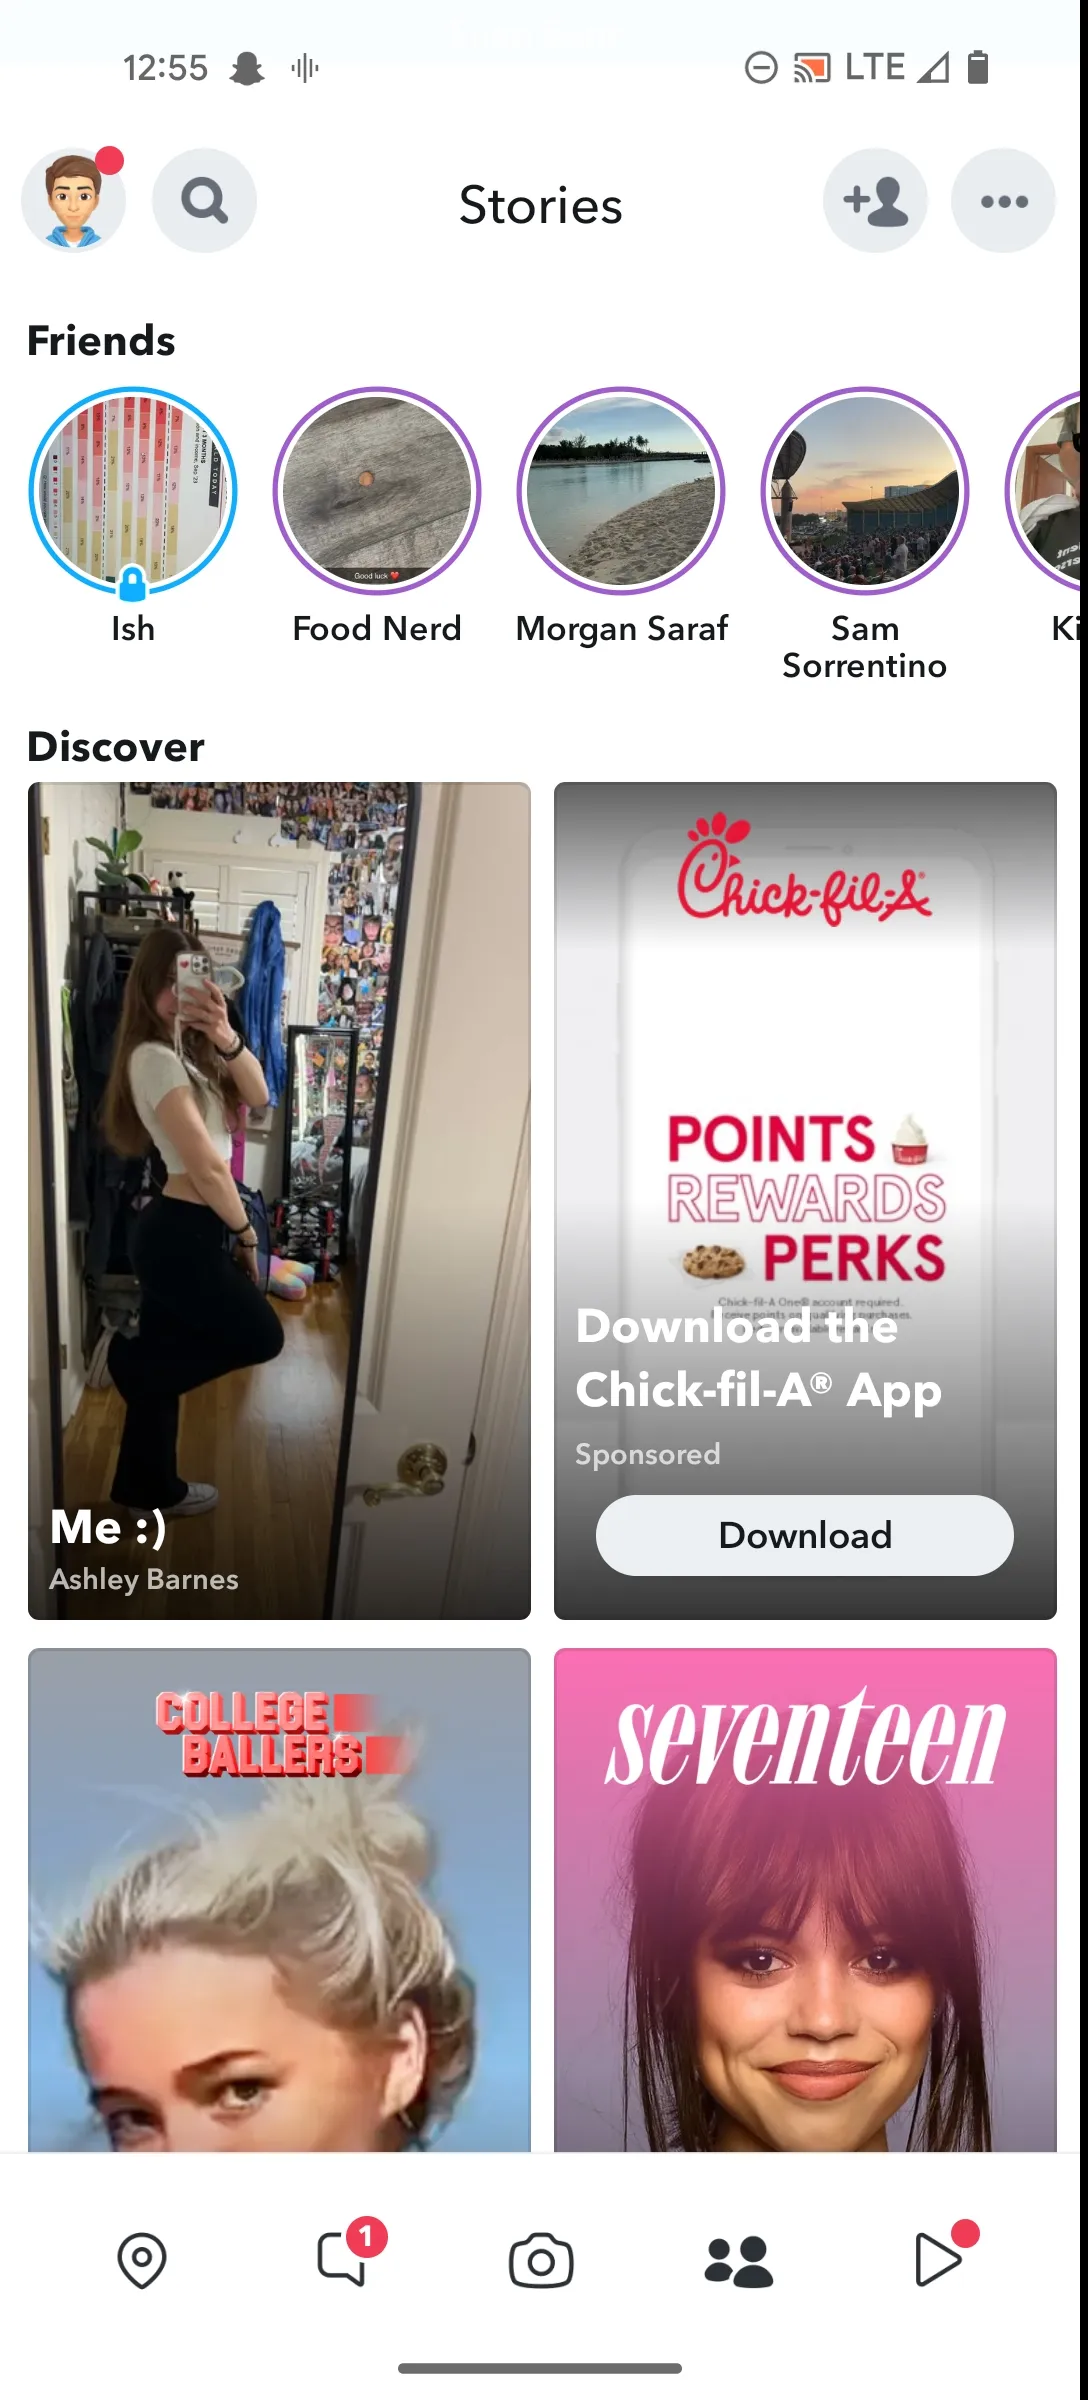 12:55
LTE
Stories
Friends
Good luck ❤️
Ish
Food Nerd
Morgan Saraf
Sam
Sorrentino
Ki
Discover
Me :)
Ashley Barnes
Chick-fil-A
POINTS
REWARDS
PERKS
Chick-fil-A One® account required.
Download the
Chick-fil-A® App
Sponsored
Download
COLLEGE
BALLERS
seventeen
1